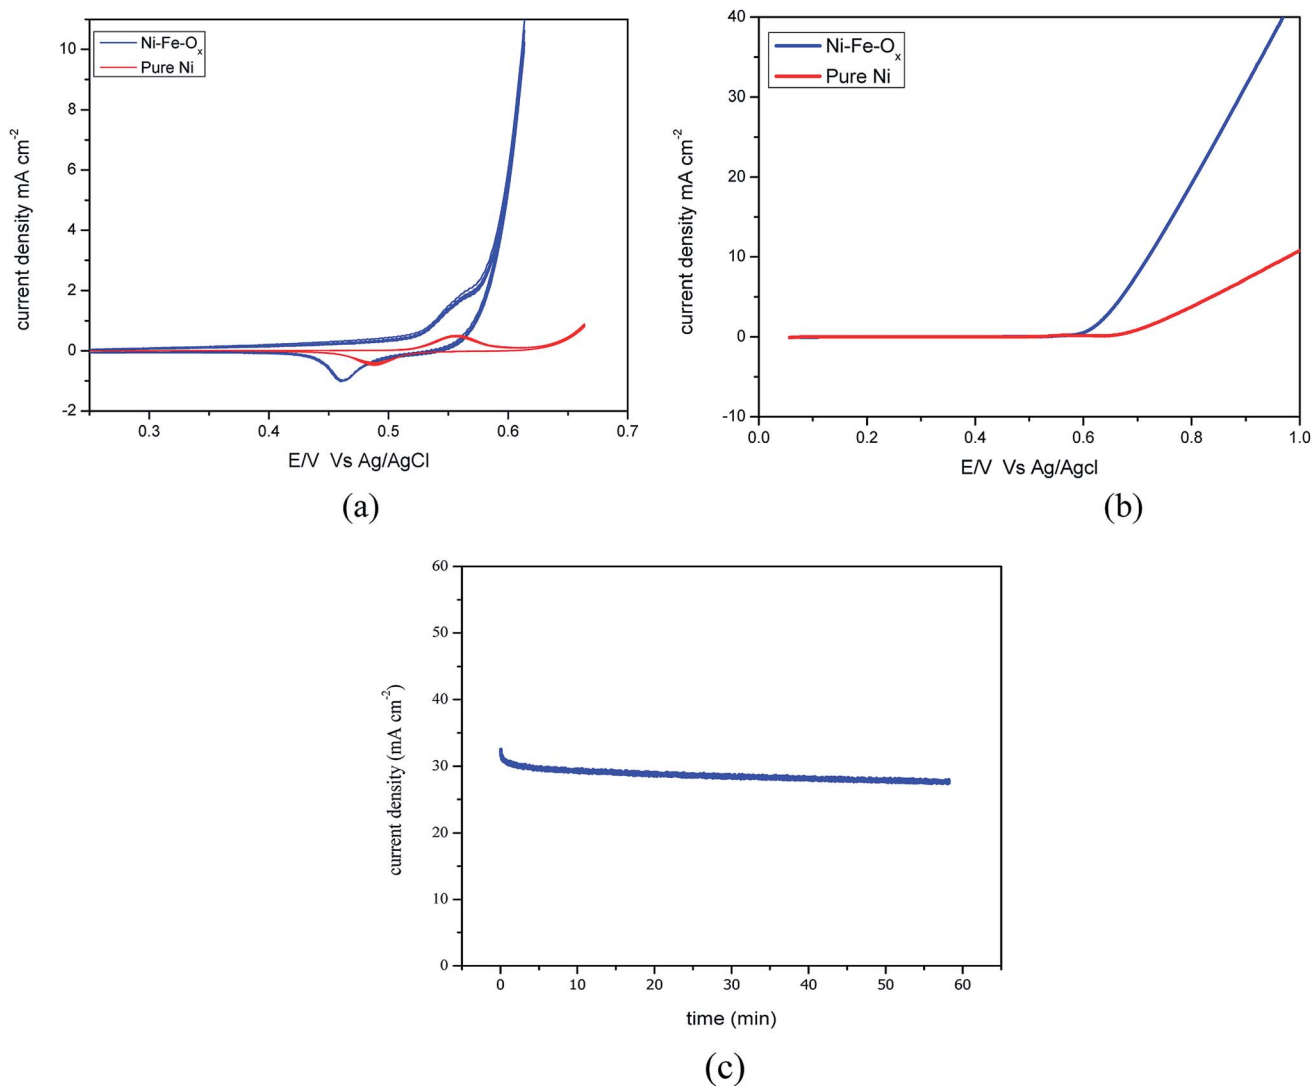 10
8
6
4
2
0
-2
current density mA cm-2
Ni-Fe-Ox
Pure Ni
0.3
0.4
0.5
0.6
0.7
E/V Vs Ag/AgCl
(a)
40
30
20
10
0
-10
current density mA cm-2
Ni-Fe-Ox
Pure Ni
0.0
0.2
0.4
0.6
0.8
1.0
E/V Vs Ag/Agcl
(b)
60
50
40
30
20
10
0
current density (mA cm-2)
0
10
20
30
40
50
60
time (min)
(c)